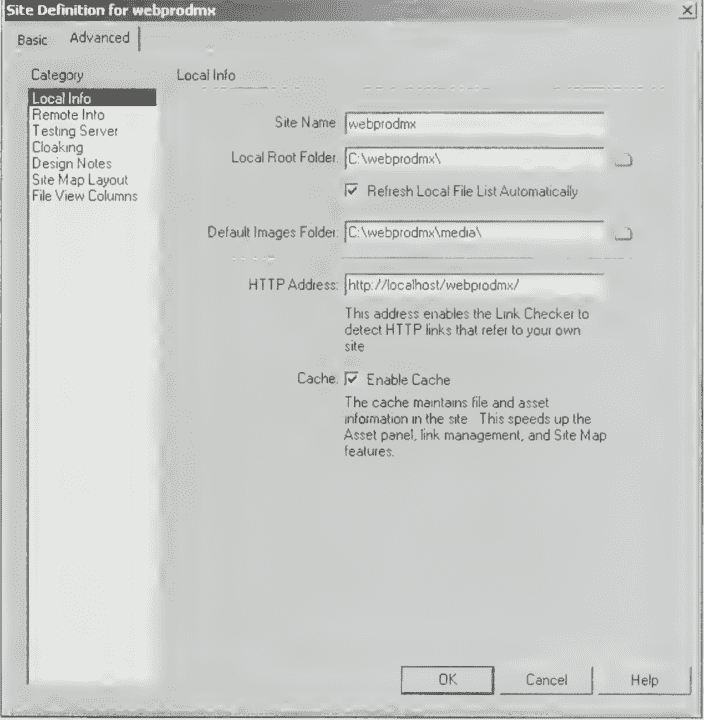 Site Definition for webprodmx
Basic Advanced
Category
Local Info
Remote Info
Testing Server
Cloaking
Design Notes
Site Map Layout
File View Columns
Local Info
Site Name
webprodmx
Local Root Folder:
C:\webprodmx\
Refresh Local File List Automatically
Default Images Folder:
C:\webprodmx\media\
HTTP Address:
http://localhost/webprodmx/
This address enables the Link Checker to
detect HTTP links that refer to your own
site
Cache.
Enable Cache
The cache maintains file and asset
information in the site This speeds up the
Asset panel, link management, and Site Map
features.
OK Cancel Help